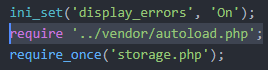 ini_set('display_errors', 'On');
require '../vendor/autoload.php';
require_once('storage.php');